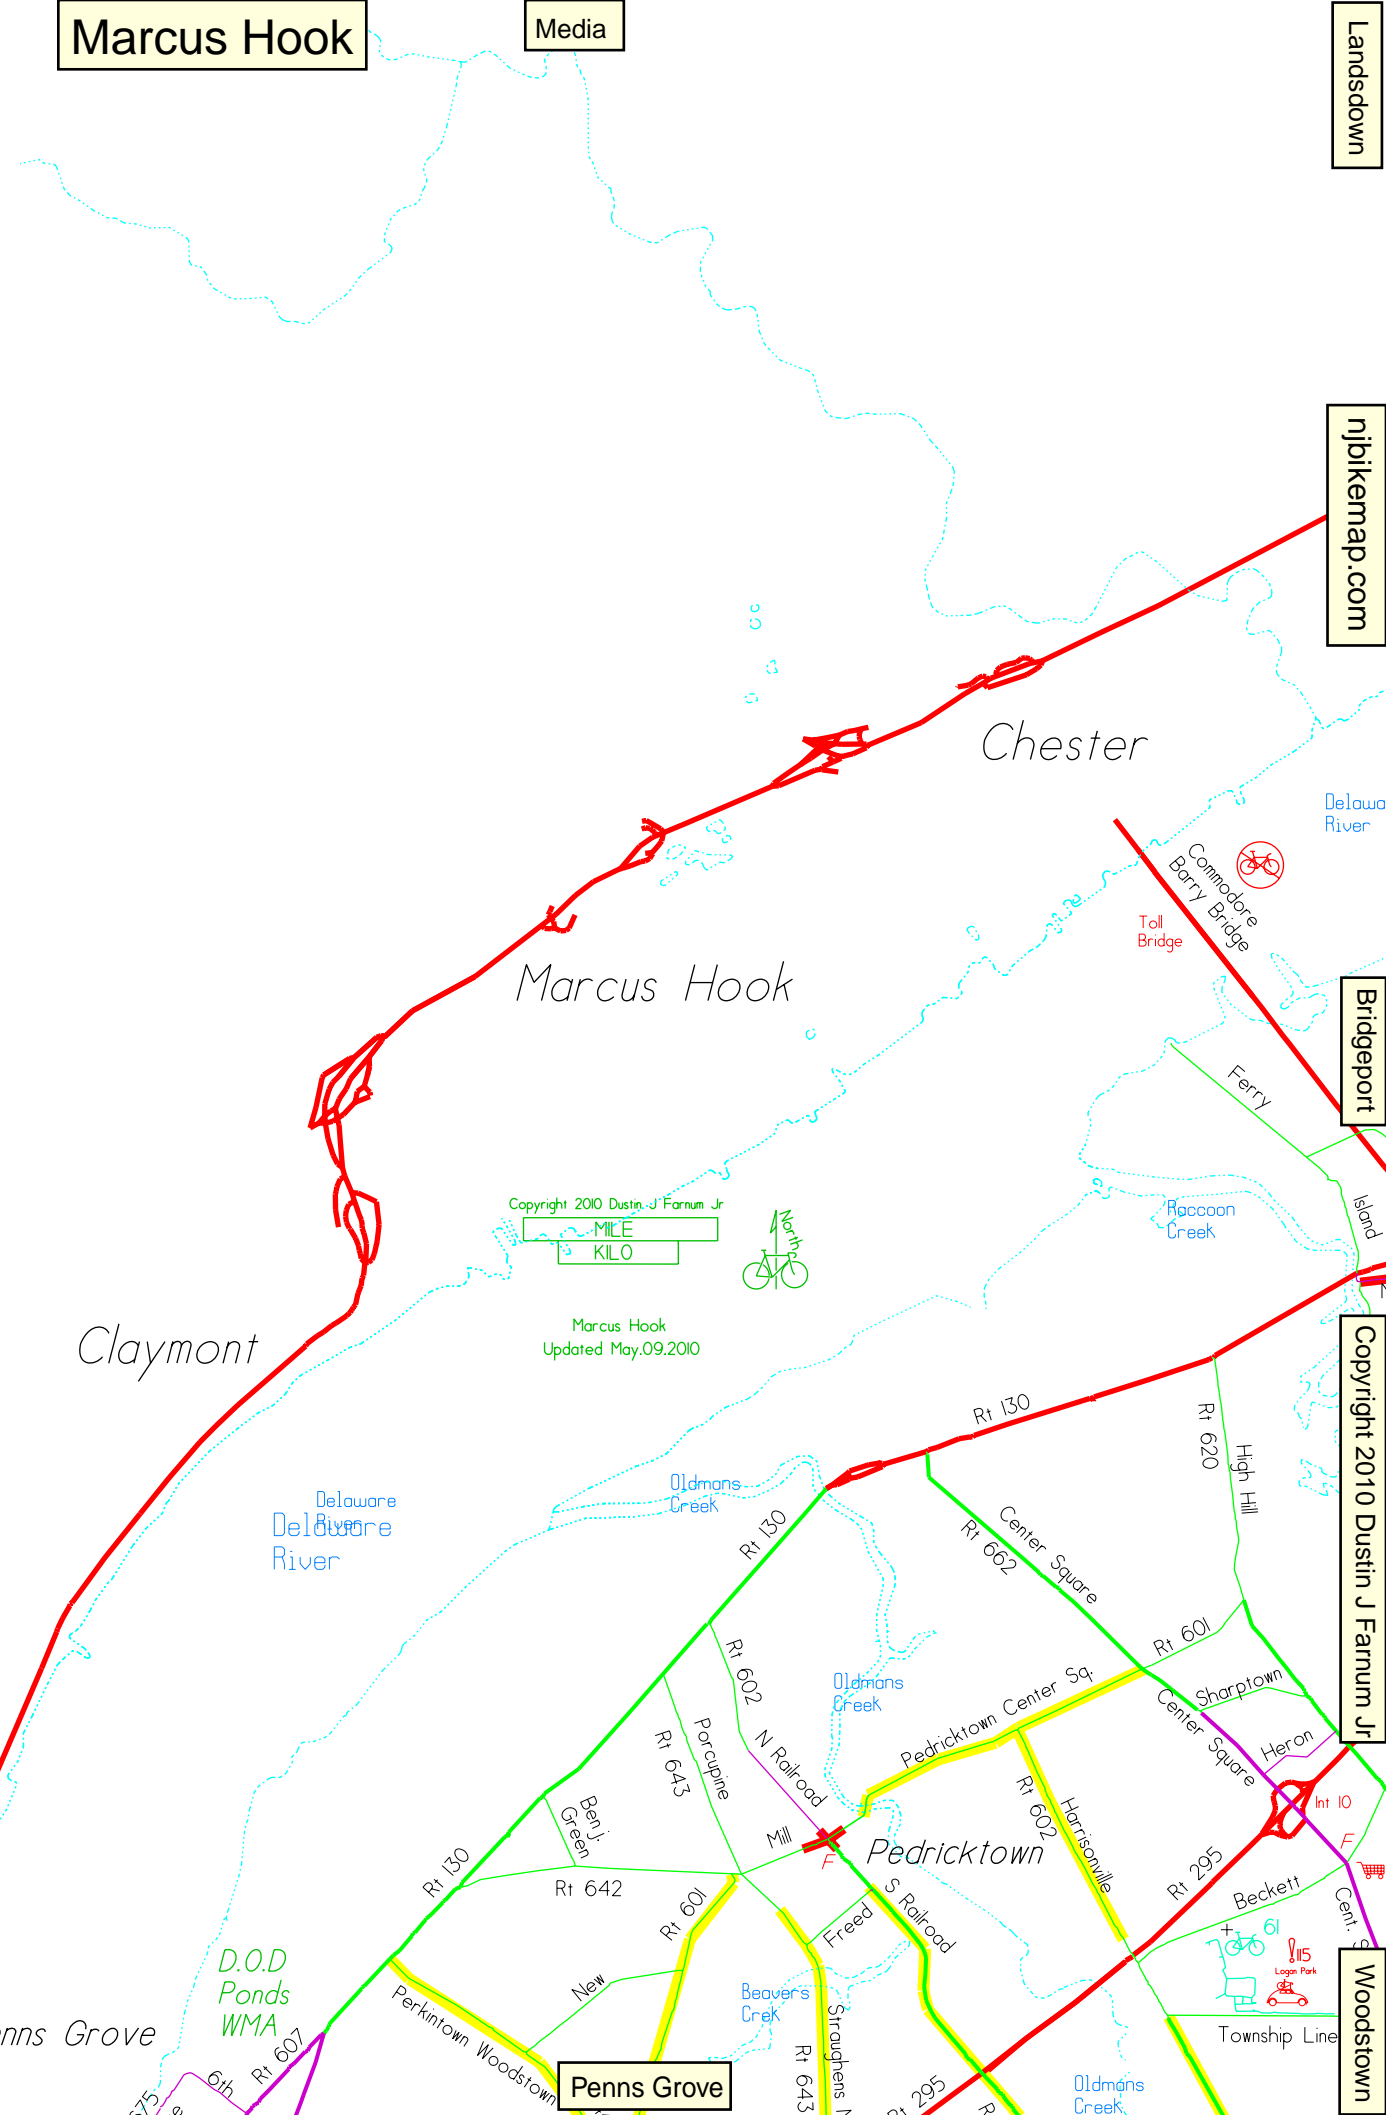 Marcus Hook
Media
Landsdown
njbikemap.com
Chester
Delawa
River
Commodore
Barry Bridge
Toll
Bridge
Marcus Hook
Bridgeport
Ferry
Island
Raccoon
Creek
Copyright 2010 Dustin J Farnum Jr
MILE
KILO
North
Marcus Hook
Updated May.09.2010
Claymont
Copyright 2010 Dustin J Farnum Jr
Rt 130
Rt 620
High Hill
Oldmans
Creek
Delaware
River
Delaware
River
Rt 130
Center Square
Rt 662
Rt 601
Rt 602
Oldmans
Creek
Pedricktown Center Sq.
Sharptown
Center Square
Heron
Porcupine
Rt 643
N Railroad
Int 10
Rt 602
Harrisonville
Benj.
Green
Mill
F
Pedricktown
F
Rt 130
Rt 642
Rt 601
Freed
S Railroad
Rt 295
Beckett
Cent. S
61
115
Logan Park
D.O.D
Ponds
WMA
New
Beavers
Crek
Straughens
Rt 643
Perkintown Woodstown
Township Line
Woodstown
nns Grove
Rt 607
6th
675
e
Penns Grove
Rt 295
R
Oldmans
Creek